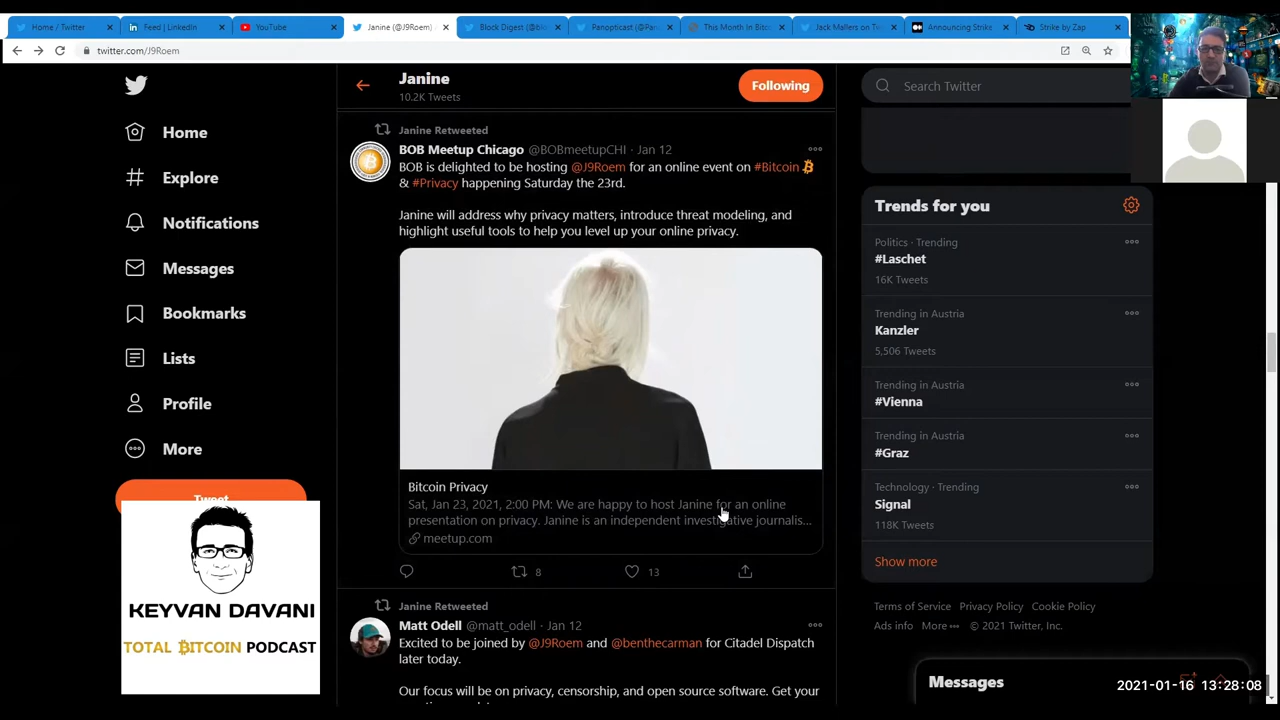 Home / Twitter
Feed | LinkedIn
YouTube
Janine (@J9Roem)
Block Digest (@blo
Panopticast (@Pan
This Month In Bitco
Jack Mallers on Tw
Announcing Strike
Strike by Zap
twitter.com/J9Roem
Home
Explore
Notifications
Messages
Bookmarks
Lists
Profile
More
Tweet
KEYVAN DAVANI
TOTAL BITCOIN PODCAST
Janine
10.2K Tweets
Following
Janine Retweeted
BOB Meetup Chicago @BOBmeetupCHI · Jan 12
BOB is delighted to be hosting @J9Roem for an online event on #Bitcoin
& #Privacy happening Saturday the 23rd.
Janine will address why privacy matters, introduce threat modeling, and
highlight useful tools to help you level up your online privacy.
Bitcoin Privacy
Sat, Jan 23, 2021, 2:00 PM: We are happy to host Janine for an online
presentation on privacy. Janine is an independent investigative journalis...
meetup.com
8
13
Janine Retweeted
Matt Odell @matt_odell · Jan 12
Excited to be joined by @J9Roem and @benthecarman for Citadel Dispatch
later today.
Our focus will be on privacy, censorship, and open source software. Get your
Search Twitter
Trends for you
Politics · Trending
#Laschet
16K Tweets
Trending in Austria
Kanzler
5,506 Tweets
Trending in Austria
#Vienna
Trending in Austria
#Graz
Technology · Trending
Signal
118K Tweets
Show more
Terms of Service Privacy Policy Cookie Policy
Ads info More ··· © 2021 Twitter, Inc.
Messages
2021-01-16 13:28:08